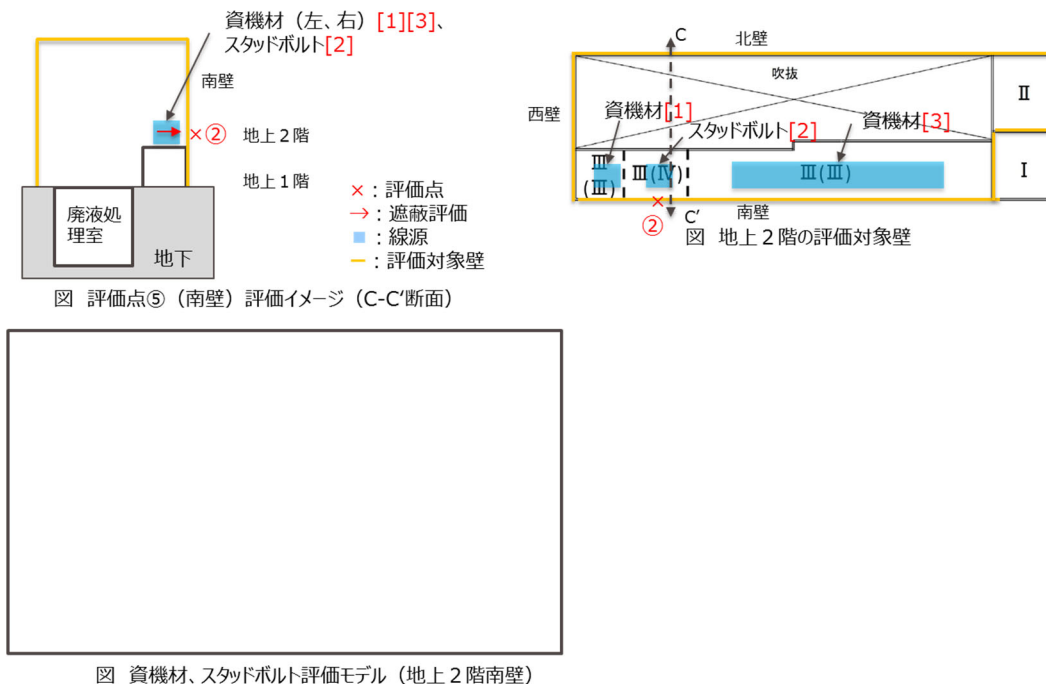 資機材（左、右）[1][3]、
スタッドボルト[2]
南壁
×②
地上２階
地上１階
廃液処
理室
地下
×：評価点
→：遮蔽評価
：線源
：評価対象壁
図 評価点⑤（南壁）評価イメージ（C-C‘断面）
C
北壁
吹抜
Ⅱ
西壁
資機材[1]
スタッドボルト[2]
資機材[3]
Ⅲ
(Ⅲ)
Ⅲ(Ⅳ)
Ⅲ(Ⅲ)
Ⅰ
×
②
C’
南壁
図 地上２階の評価対象壁
図 資機材、スタッドボルト評価モデル（地上２階南壁）